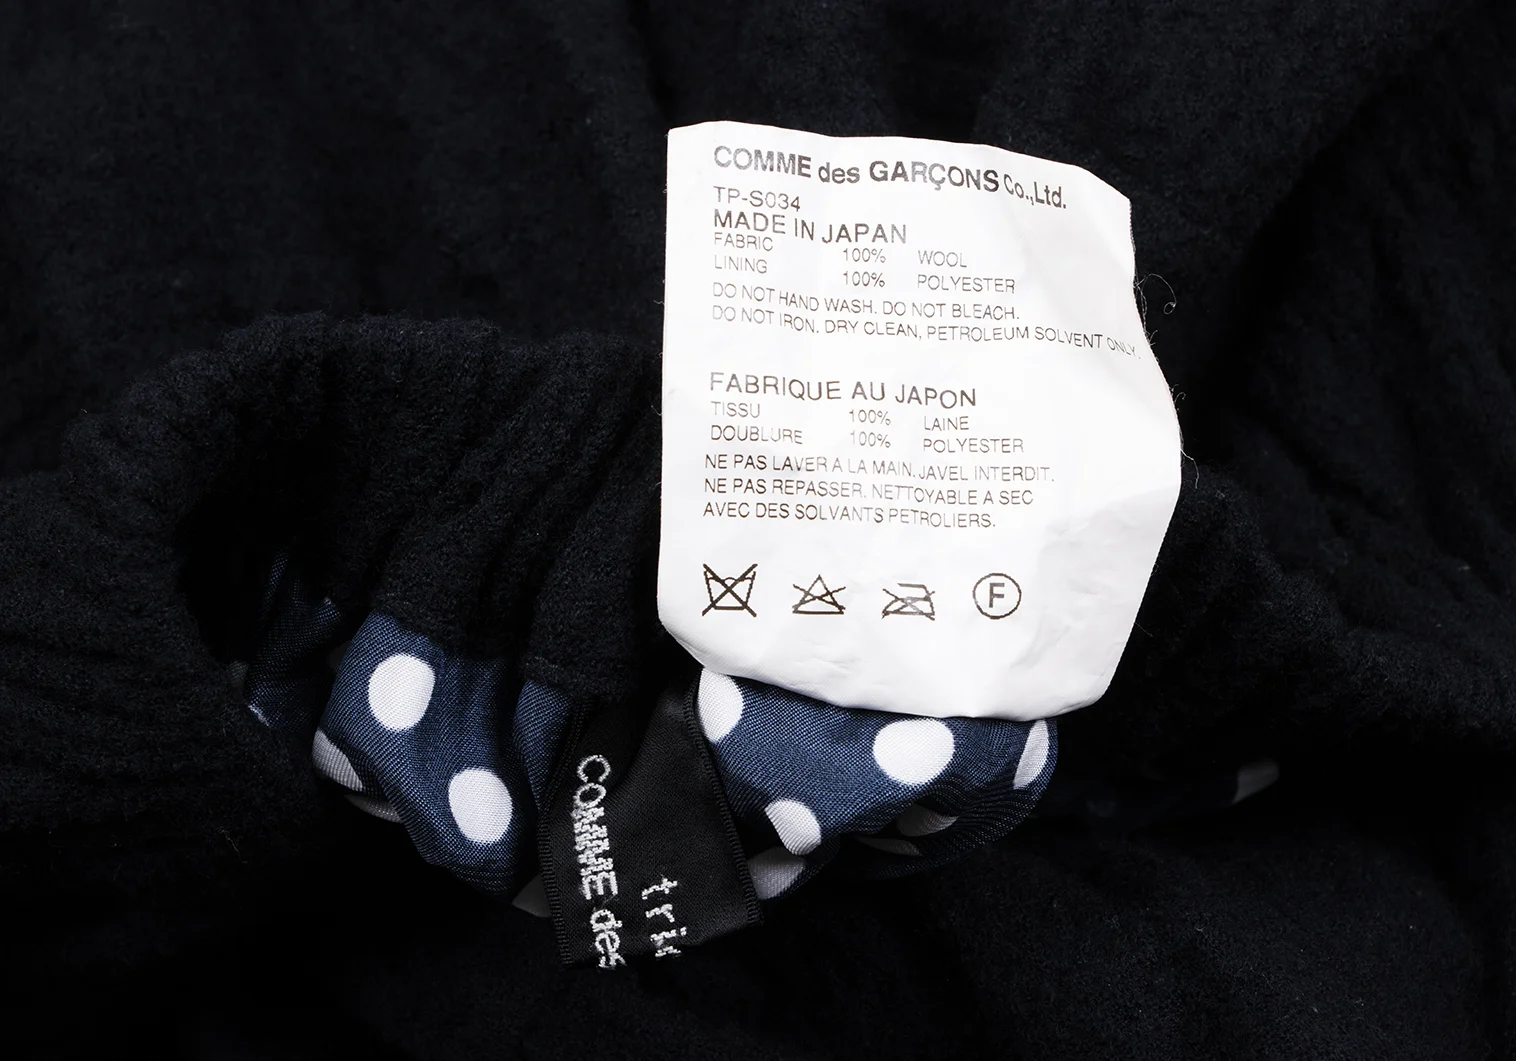 COMME des GARÇONS Co.,Ltd.
TP-S034
MADE IN JAPAN
FABRIC 100% WOOL
LINING 100% POLYESTER
DO NOT HAND WASH. DO NOT BLEACH.
DO NOT IRON. DRY CLEAN, PETROLEUM SOLVENT ONLY.
FABRIQUE AU JAPON
TISSU 100% LAINE
DOUBLURE 100% POLYESTER
NE PAS LAVER A LA MAIN. JAVEL INTERDIT.
NE PAS REPASSER. NETTOYABLE A SEC
AVEC DES SOLVANTS PETROLIERS.
F
COMME des